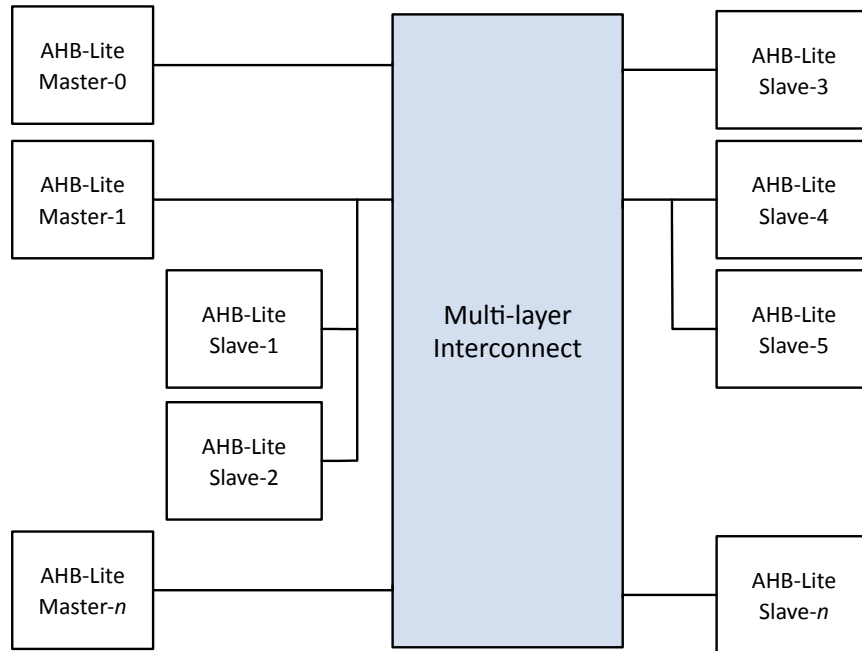 AHB-Lite
Master-0
AHB-Lite
Master-1
AHB-Lite
Slave-1
AHB-Lite
Slave-2
AHB-Lite
Master-n
Multi-layer
Interconnect
AHB-Lite
Slave-3
AHB-Lite
Slave-4
AHB-Lite
Slave-5
AHB-Lite
Slave-n